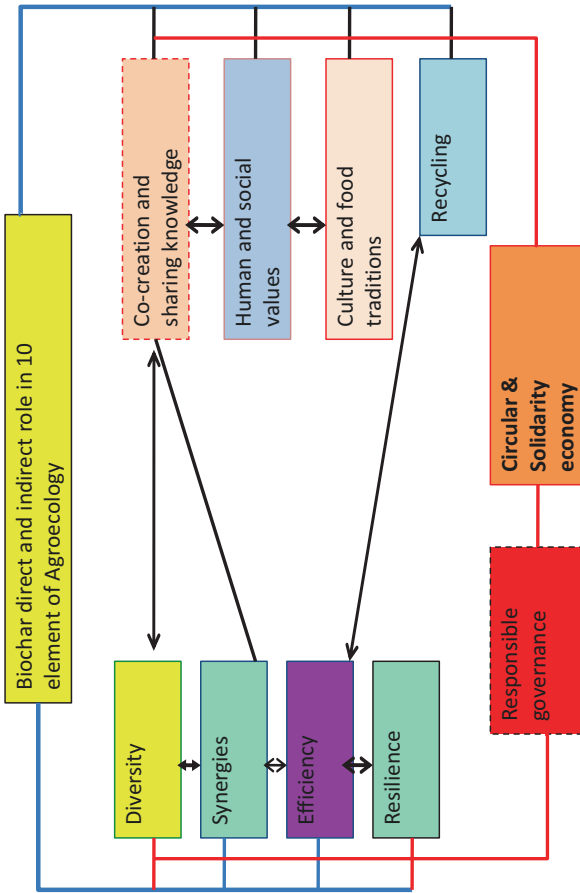 Biochar direct and indirect role in 10
element of Agroecology
Diversity
Synergies
Efficiency
Resilience
Co-creation and
sharing knowledge
Human and social
values
Culture and food
traditions
Recycling
Responsible
governance
Circular &
Solidarity
economy